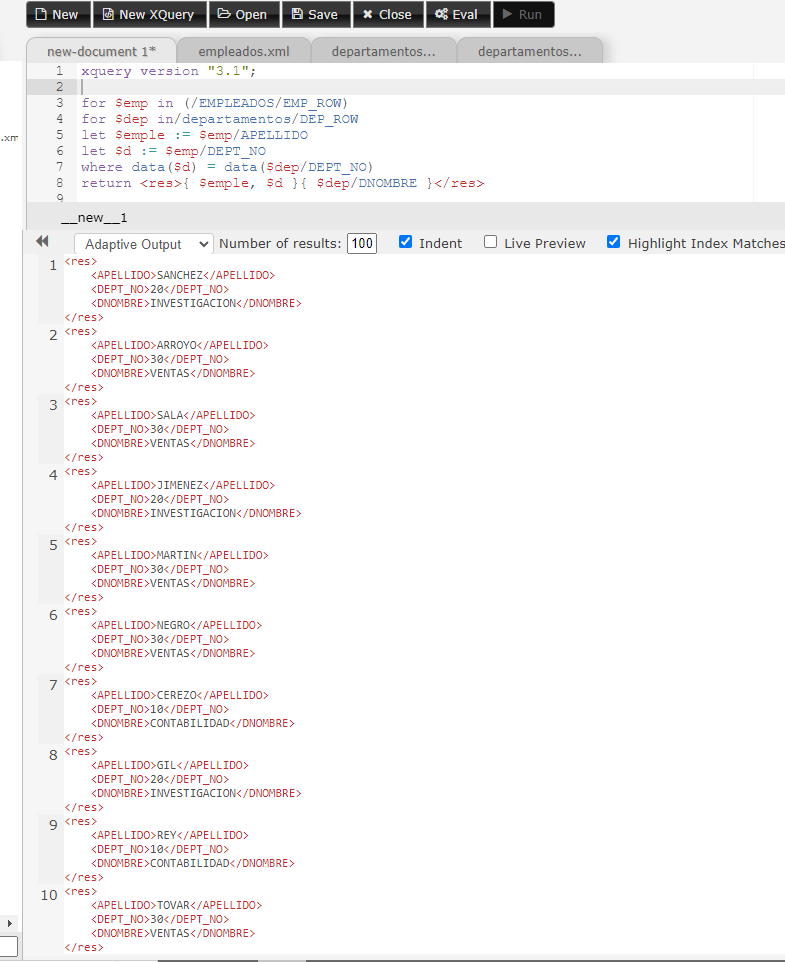 New New XQuery Open Save Close Eval Run
new-document 1* empleados.xml departamentos... departamentos...
1 xquery version "3.1";
2
3 for $emp in (/EMPLEADOS/EMP_ROW)
4 for $dep in/departamentos/DEP_ROW
5 let $emple := $emp/APELLIDO
6 let $d := $emp/DEPT_NO
7 where data($d) = data($dep/DEPT_NO)
8 return <res>{ $emple, $d }{ $dep/DNOMBRE }</res>
9
.xm
__new__1
Adaptive Output Number of results: 100 Indent Live Preview Highlight Index Matches
1 <res>
<APELLIDO>SANCHEZ</APELLIDO>
<DEPT_NO>20</DEPT_NO>
<DNOMBRE>INVESTIGACION</DNOMBRE>
</res>
2 <res>
<APELLIDO>ARROYO</APELLIDO>
<DEPT_NO>30</DEPT_NO>
<DNOMBRE>VENTAS</DNOMBRE>
</res>
3 <res>
<APELLIDO>SALA</APELLIDO>
<DEPT_NO>30</DEPT_NO>
<DNOMBRE>VENTAS</DNOMBRE>
</res>
4 <res>
<APELLIDO>JIMENEZ</APELLIDO>
<DEPT_NO>20</DEPT_NO>
<DNOMBRE>INVESTIGACION</DNOMBRE>
</res>
5 <res>
<APELLIDO>MARTIN</APELLIDO>
<DEPT_NO>30</DEPT_NO>
<DNOMBRE>VENTAS</DNOMBRE>
</res>
6 <res>
<APELLIDO>NEGRO</APELLIDO>
<DEPT_NO>30</DEPT_NO>
<DNOMBRE>VENTAS</DNOMBRE>
</res>
7 <res>
<APELLIDO>CEREZO</APELLIDO>
<DEPT_NO>10</DEPT_NO>
<DNOMBRE>CONTABILIDAD</DNOMBRE>
</res>
8 <res>
<APELLIDO>GIL</APELLIDO>
<DEPT_NO>20</DEPT_NO>
<DNOMBRE>INVESTIGACION</DNOMBRE>
</res>
9 <res>
<APELLIDO>REY</APELLIDO>
<DEPT_NO>10</DEPT_NO>
<DNOMBRE>CONTABILIDAD</DNOMBRE>
</res>
10 <res>
<APELLIDO>TOVAR</APELLIDO>
<DEPT_NO>30</DEPT_NO>
<DNOMBRE>VENTAS</DNOMBRE>
</res>